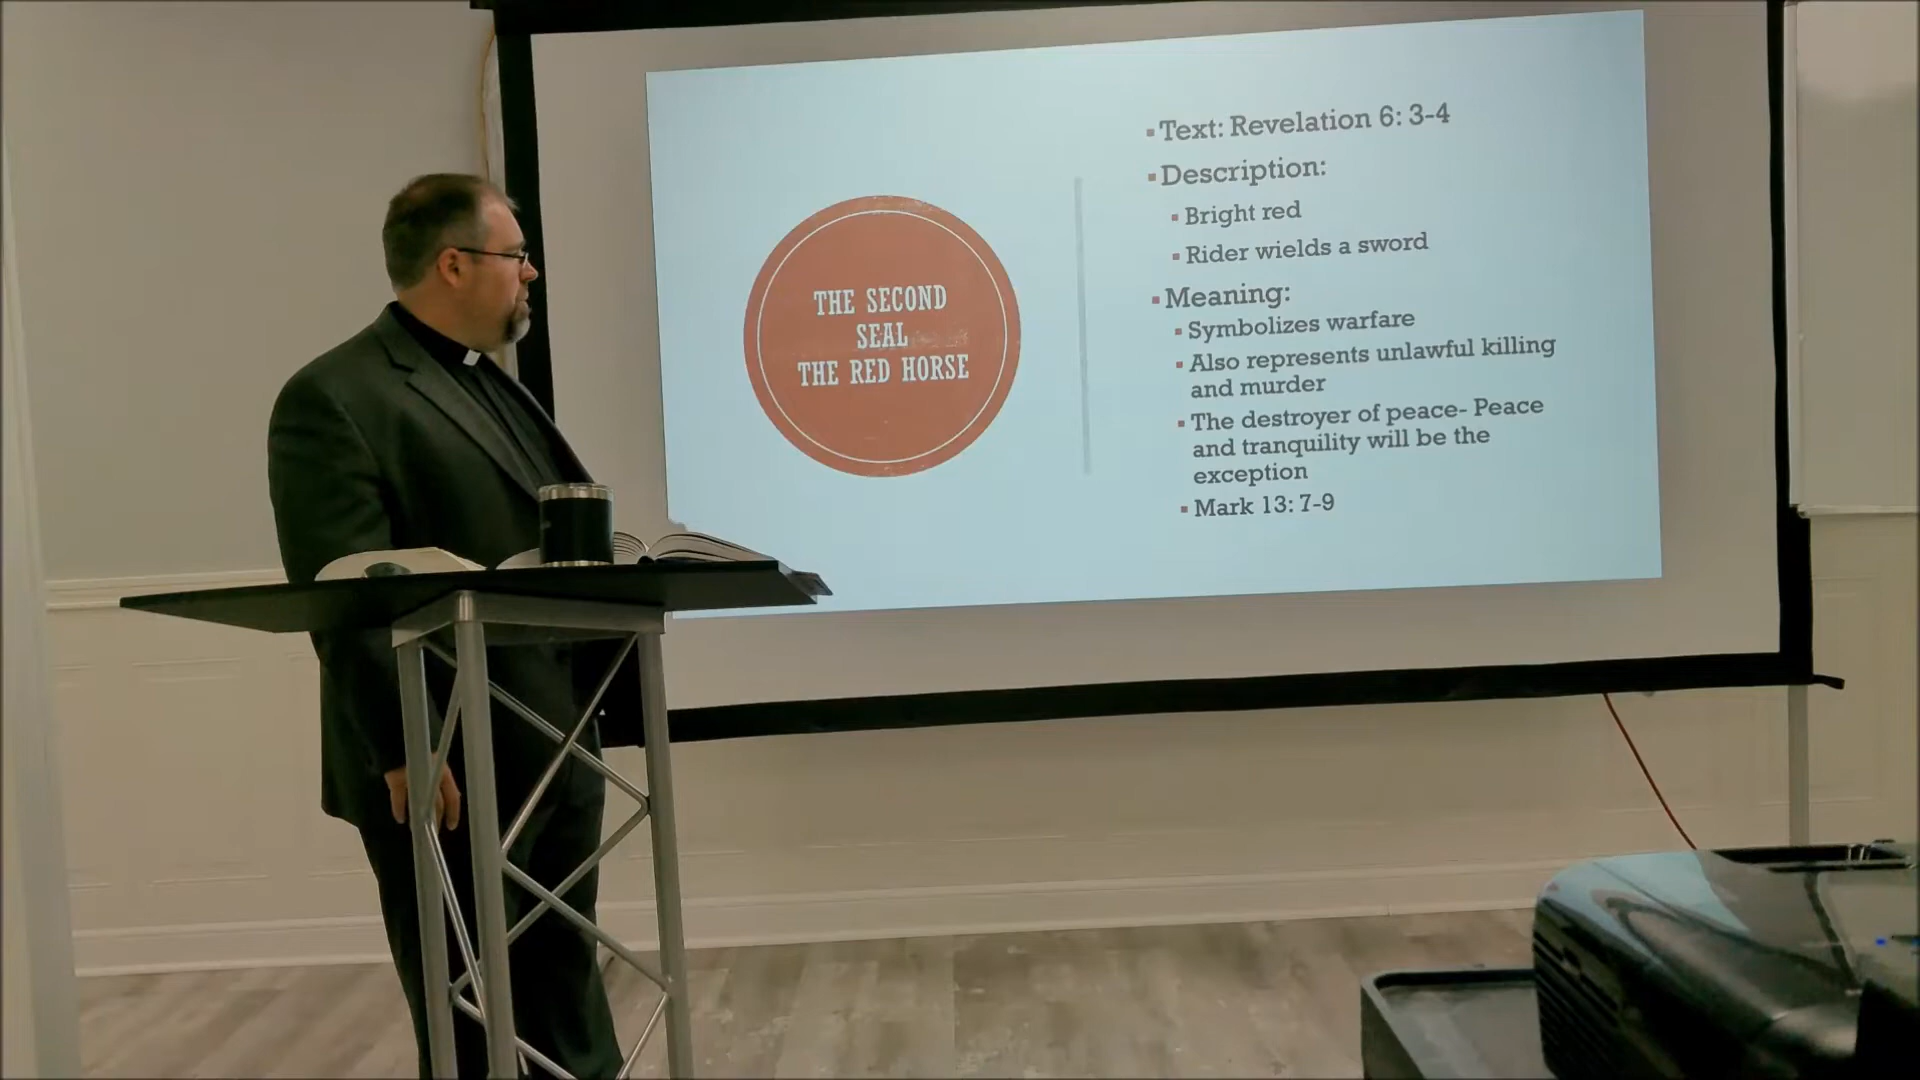 THE SECOND
SEAL
THE RED HORSE
Text: Revelation 6: 3-4
Description:
Bright red
Rider wields a sword
Meaning:
Symbolizes warfare
Also represents unlawful killing
and murder
The destroyer of peace- Peace
and tranquility will be the
exception
Mark 13: 7-9